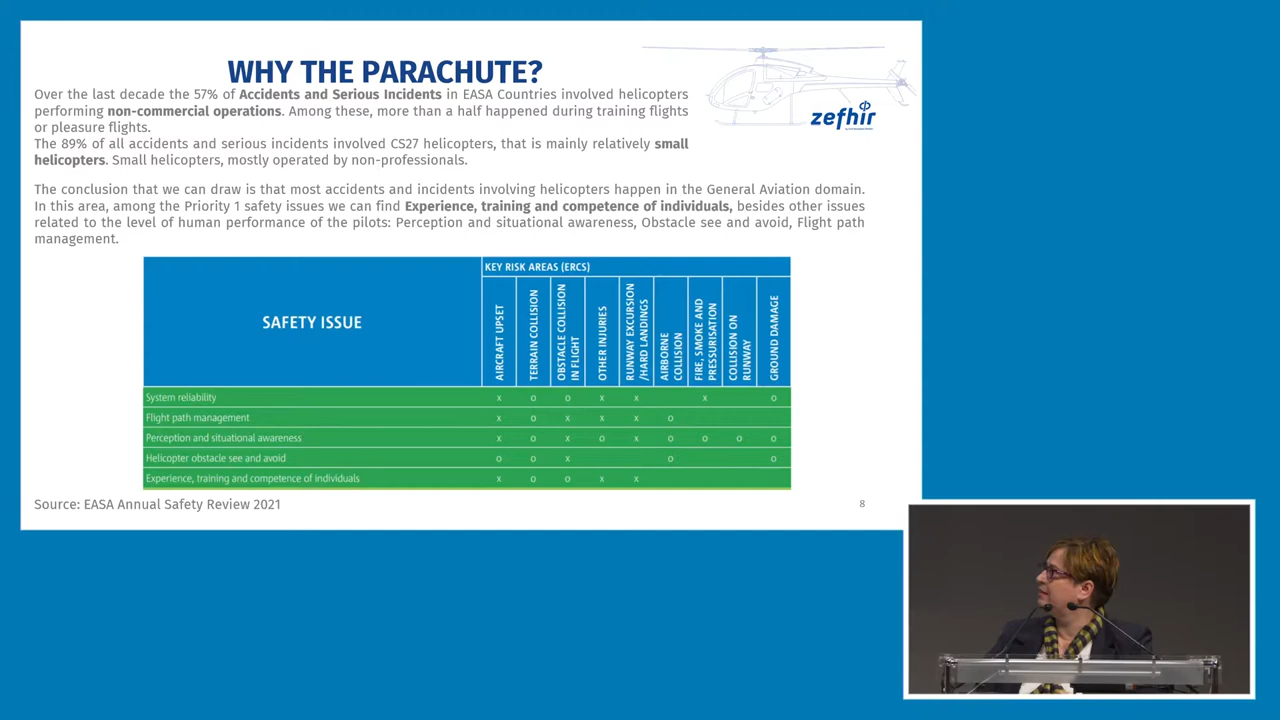 WHY THE PARACHUTE?
Over the last decade the 57% of Accidents and Serious Incidents in EASA Countries involved helicopters
performing non-commercial operations. Among these, more than a half happened during training flights
or pleasure flights.
The 89% of all accidents and serious incidents involved CS27 helicopters, that is mainly relatively small
helicopters. Small helicopters, mostly operated by non-professionals.
zefhir
The conclusion that we can draw is that most accidents and incidents involving helicopters happen in the General Aviation domain.
In this area, among the Priority 1 safety issues we can find Experience, training and competence of individuals, besides other issues
related to the level of human performance of the pilots: Perception and situational awareness, Obstacle see and avoid, Flight path
management.
KEY RISK AREAS (ERCS)
SAFETY ISSUE
AIRCRAFT UPSET
TERRAIN COLLISION
OBSTACLE COLLISION
IN FLIGHT
OTHER INJURIES
RUNWAY EXCURSION
/HARD LANDINGS
AIRBORNE
COLLISION
FIRE, SMOKE AND
PRESSURISATION
COLLISION ON
RUNWAY
GROUND DAMAGE
System reliability x o o x x x o
Flight path management x o x x x o
Perception and situational awareness x o x o x o o o o
Helicopter obstacle see and avoid o o x o o
Experience, training and competence of individuals x o o x x
Source: EASA Annual Safety Review 2021
8